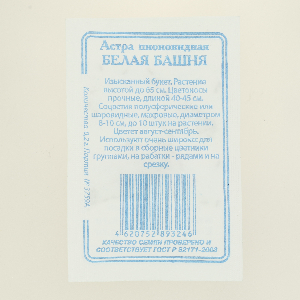 Астра пионовидная
БЕЛАЯ БАШНЯ
Изысканный букет. Растение
высотой до 65 см. Цветоносы
прочные, длиной 40-45 см.
Соцветия полусферические или
шаровидные, махровые, диаметром
8-10 см, до 10 штук на растении.
Цветет август-сентябрь.
Используют очень широко: для
посадки в сборные цветники
группами, на рабатки - рядами и на
срезку.
4 620752 893246
КАЧЕСТВО СЕМЯН ПРОВЕРЕНО И
СООТВЕТСТВУЕТ ГОСТ Р 52171-2003